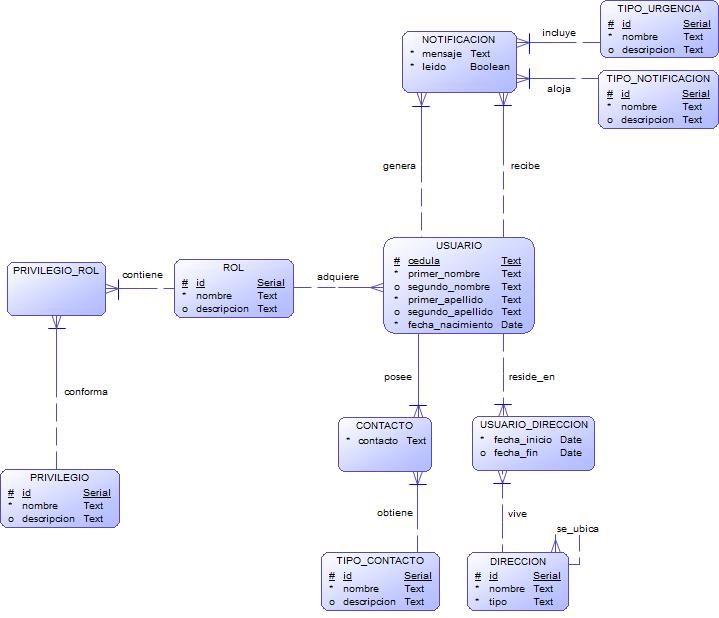 TIPO_URGENCIA
# id Serial
* nombre Text
o descripcion Text
incluye
NOTIFICACION
* mensaje Text
* leido Boolean
TIPO_NOTIFICACION
# id Serial
* nombre Text
o descripcion Text
aloja
genera
recibe
USUARIO
# cedula Text
* primer_nombre Text
o segundo_nombre Text
* primer_apellido Text
o segundo_apellido Text
* fecha_nacimiento Date
PRIVILEGIO_ROL
contiene
ROL
# id Serial
* nombre Text
o descripcion Text
adquiere
conforma
posee
reside_en
CONTACTO
* contacto Text
USUARIO_DIRECCION
* fecha_inicio Date
o fecha_fin Date
PRIVILEGIO
# id Serial
* nombre Text
o descripcion Text
obtiene
vive
se_ubica
TIPO_CONTACTO
# id Serial
* nombre Text
o descripcion Text
DIRECCION
# id Serial
* nombre Text
* tipo Text